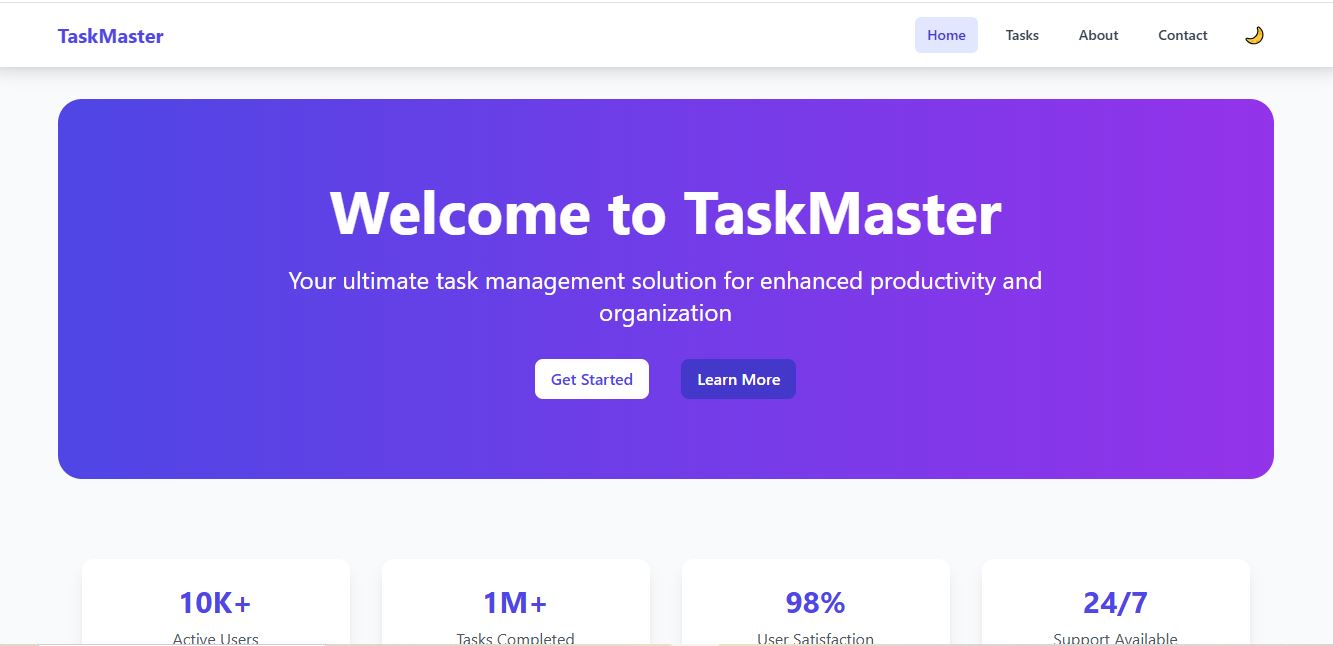 TaskMaster
Home Tasks About Contact
Welcome to TaskMaster
Your ultimate task management solution for enhanced productivity and
organization
Get Started Learn More
10K+ 1M+ 98% 24/7
Active Users Tasks Completed User Satisfaction Support Available